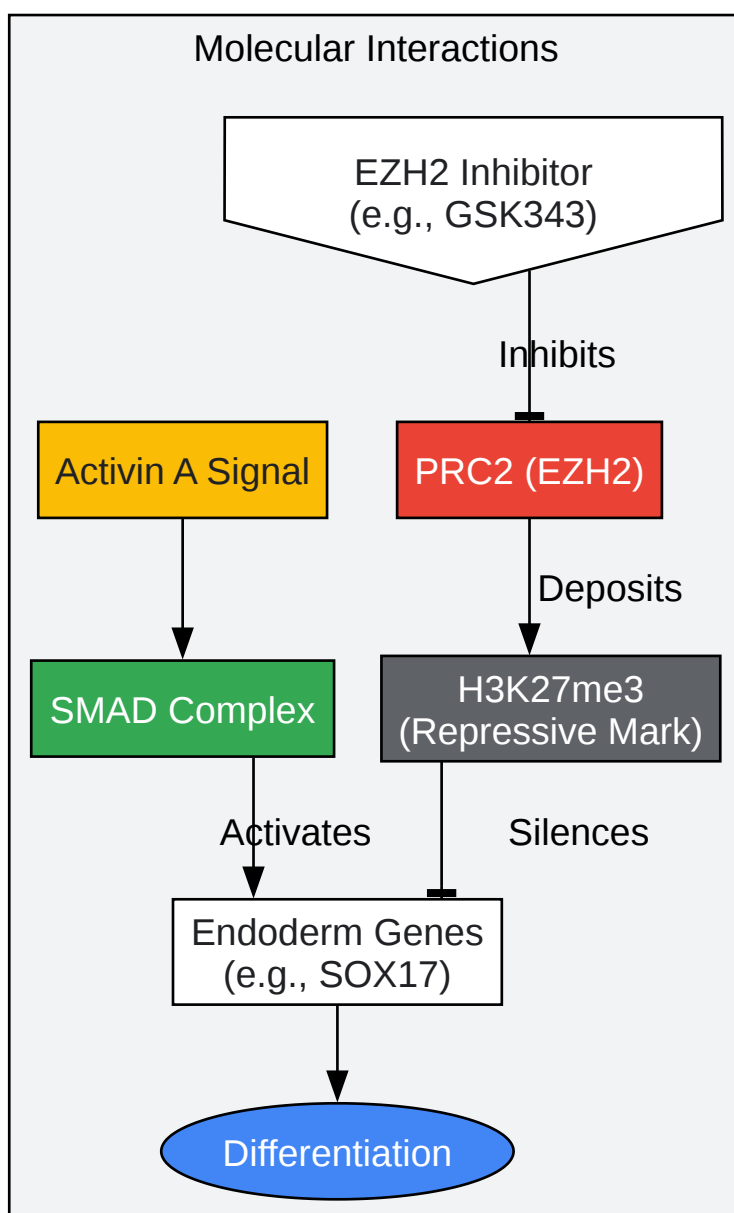 Molecular Interactions
EZH2 Inhibitor
(e.g., GSK343)
Inhibits
Activin A Signal
PRC2 (EZH2)
Deposits
SMAD Complex
H3K27me3
(Repressive Mark)
Activates
Silences
Endoderm Genes
(e.g., SOX17)
Differentiation